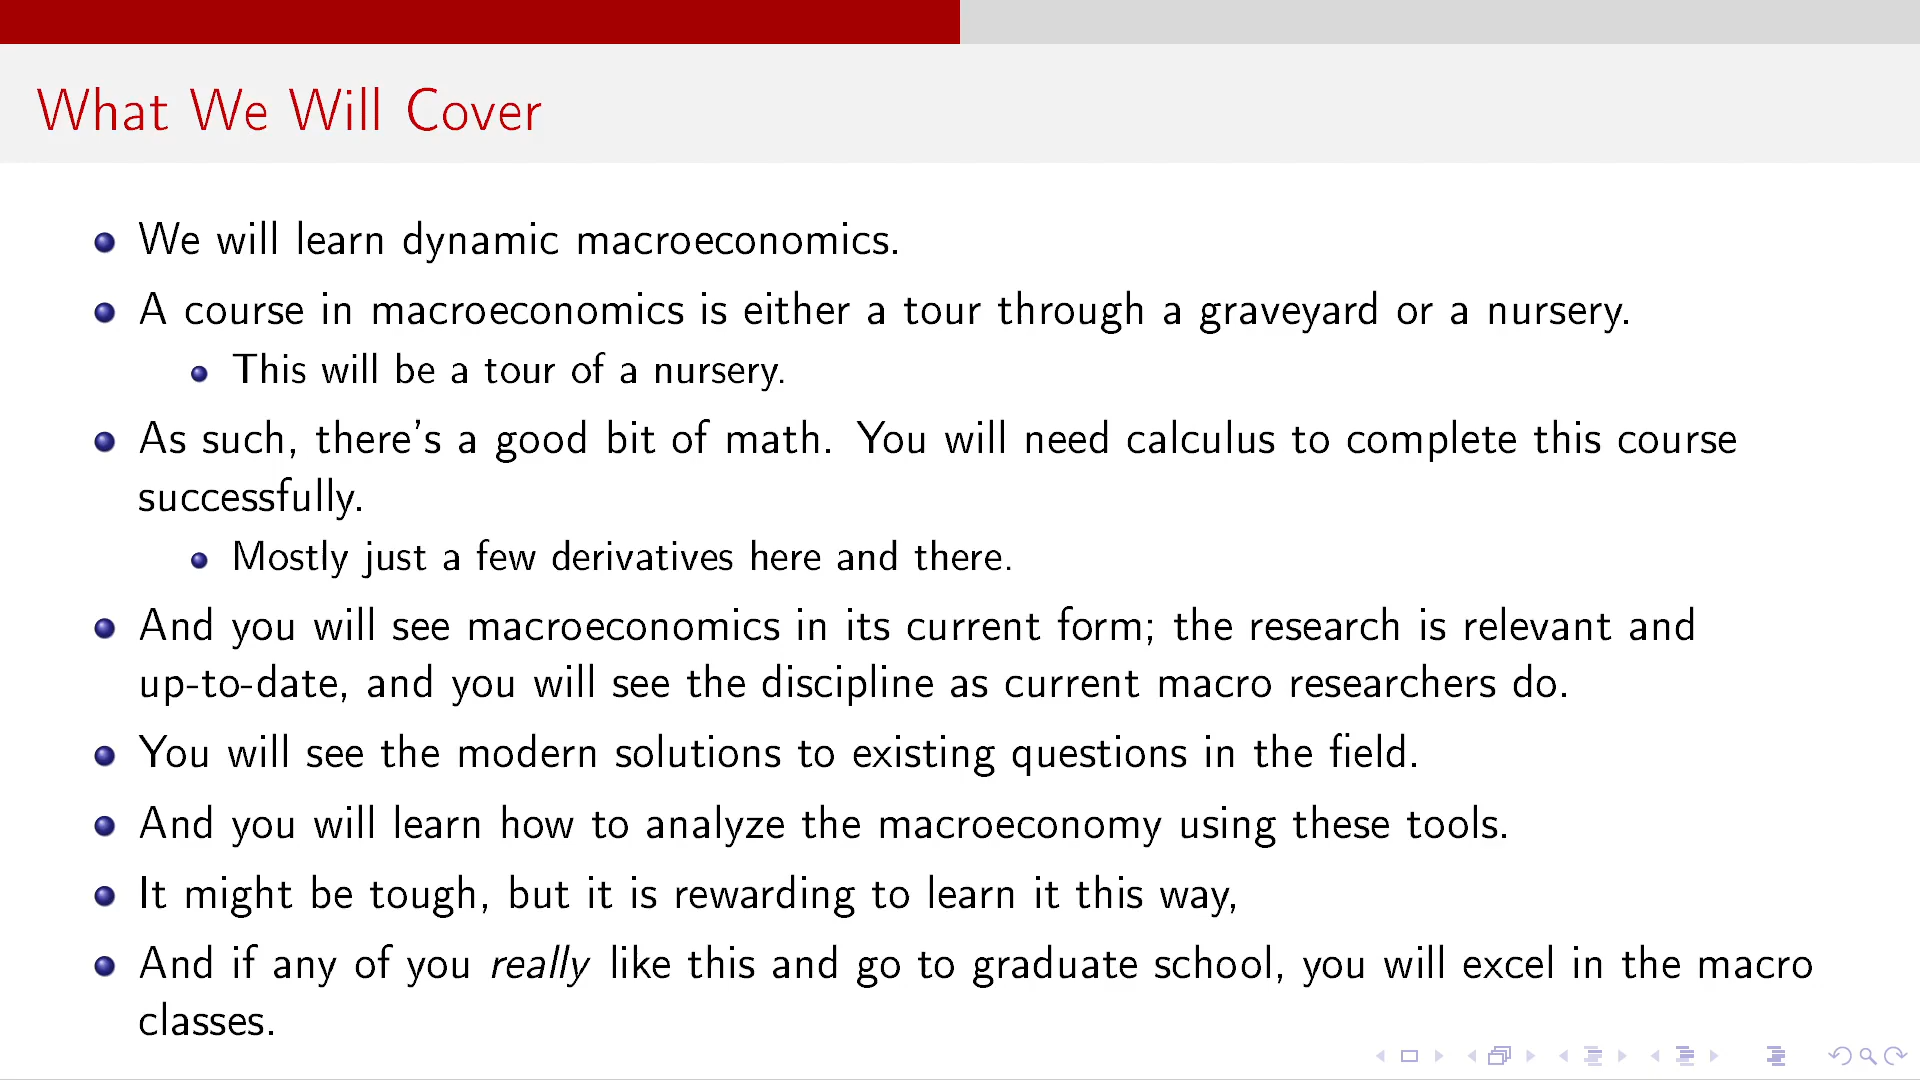 What We Will Cover
We will learn dynamic macroeconomics.
A course in macroeconomics is either a tour through a graveyard or a nursery.
This will be a tour of a nursery.
As such, there's a good bit of math. You will need calculus to complete this course
successfully.
Mostly just a few derivatives here and there.
And you will see macroeconomics in its current form; the research is relevant and
up-to-date, and you will see the discipline as current macro researchers do.
You will see the modern solutions to existing questions in the field.
And you will learn how to analyze the macroeconomy using these tools.
It might be tough, but it is rewarding to learn it this way,
And if any of you really like this and go to graduate school, you will excel in the macro
classes.